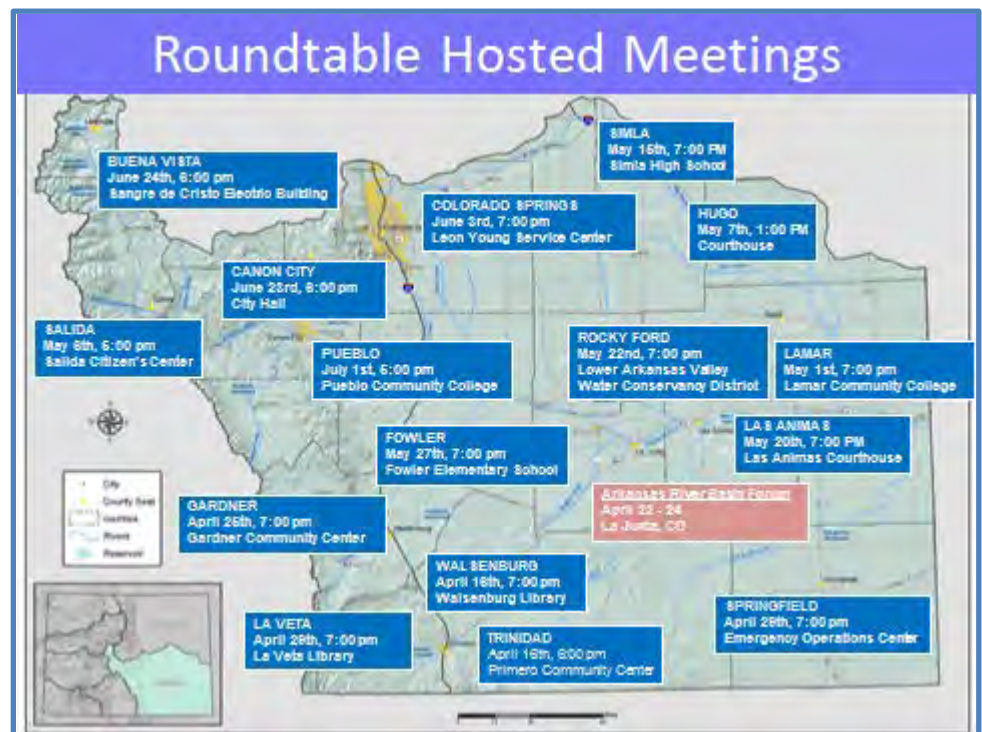 Roundtable Hosted Meetings
SIMLA
May 15th, 7:00 PM
Simla High School
BUENA VISTA
June 24th, 6:00 pm
Sangre de Cristo Electric Building
COLORADO SPRINGS
June 3rd, 7:00 pm
Leon Young Service Center
HUGO
May 7th, 1:00 PM
Courthouse
CANON CITY
June 23rd, 6:00 pm
City Hall
SALIDA
May 6th, 6:00 pm
Salida Citizen's Center
PUEBLO
July 1st, 6:00 pm
Pueblo Community College
ROCKY FORD
May 22nd, 7:00 pm
Lower Arkansas Valley
Water Conservancy District
LAMAR
May 1st, 7:00 pm
Lamar Community College
LAS ANIMAS
May 20th, 7:00 PM
Las Animas Courthouse
FOWLER
May 27th, 7:00 pm
Fowler Elementary School
Arkansas River Basin Forum
April 22 - 24
La Junta, CO
GARDNER
April 25th, 7:00 pm
Gardner Community Center
City
County Seat
Counties
Rivers
Reservoir
WALSENBURG
April 16th, 7:00 pm
Walsenburg Library
SPRINGFIELD
April 29th, 7:00 pm
Emergency Operations Center
LA VETA
April 29th, 7:00 pm
La Veta Library
TRINIDAD
April 16th, 6:00 pm
Primero Community Center